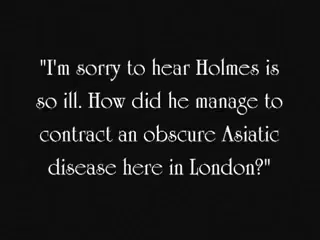 "I'm sorry to hear Holmes is
so ill. How did he manage to
contract an obscure Asiatic
disease here in London?"